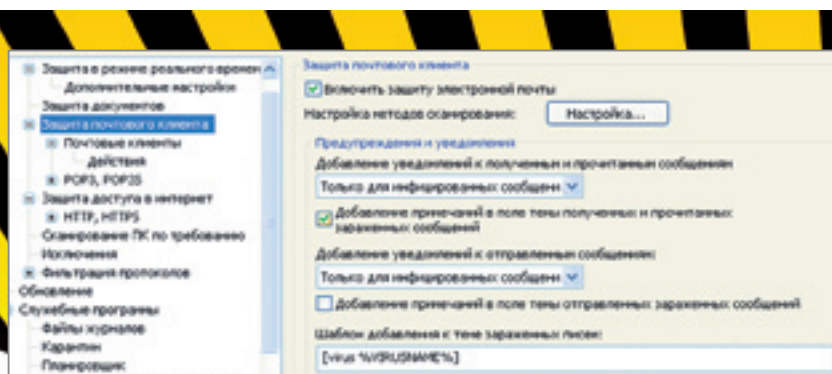 Защита в режиме реального времен
Дополнительные настройки
Защита документов
Защита почтового клиента
Почтовые клиенты
Действия
POP3, POP3S
Защита доступа в интернет
HTTP, HTTPS
Сканирование ПК по требованию
Исключения
Фильтрация протоколов
Обновление
Служебные программы
Файлы журналов
Карантин
Планировщик
Защита почтового клиента
Включить защиту электронной почты
Настройка методов сканирования:
Настройка...
Предупреждения и уведомления
Добавление уведомлений к полученным и прочитанным сообщениям
Только для инфицированных сообщени
Добавление примечаний в поле темы полученных и прочитанных
зараженных сообщений
Добавление уведомлений к отправленным сообщениям:
Только для инфицированных сообщени
Добавление примечаний в поле темы отправленных зараженных сообщений
Шаблон добавления к теме зараженных писем:
[virus %VIRUSNAME%]